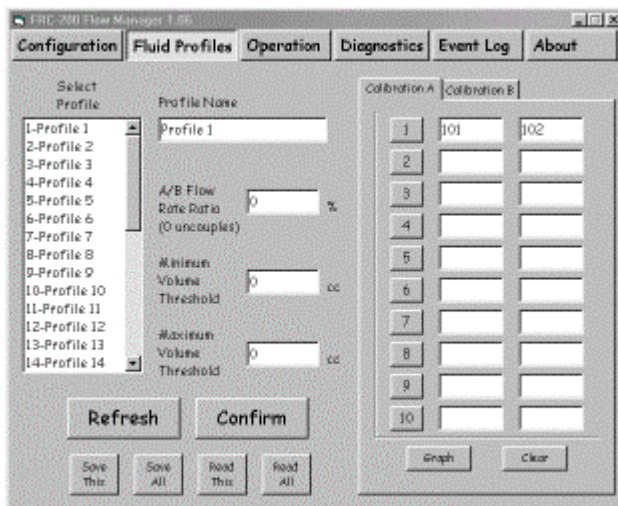 FRC-200 Flow Manager 1.06
Configuration
Fluid Profiles
Operation
Diagnostics
Event Log
About
Select
Profile
1-Profile 1
2-Profile 2
3-Profile 3
4-Profile 4
5-Profile 5
6-Profile 6
7-Profile 7
8-Profile 8
9-Profile 9
10-Profile 10
11-Profile 11
12-Profile 12
13-Profile 13
14-Profile 14
Profile Name
Profile 1
A/B Flow
Rate Ratio
(0 uncouples)
0
%
Minimum
Volume
Threshold
0
cc
Maximum
Volume
Threshold
0
cc
Refresh
Confirm
Save
This
Save
All
Read
This
Read
All
Calibration A
Calibration B
1 101 102
2
3
4
5
6
7
8
9
10
Graph
Clear